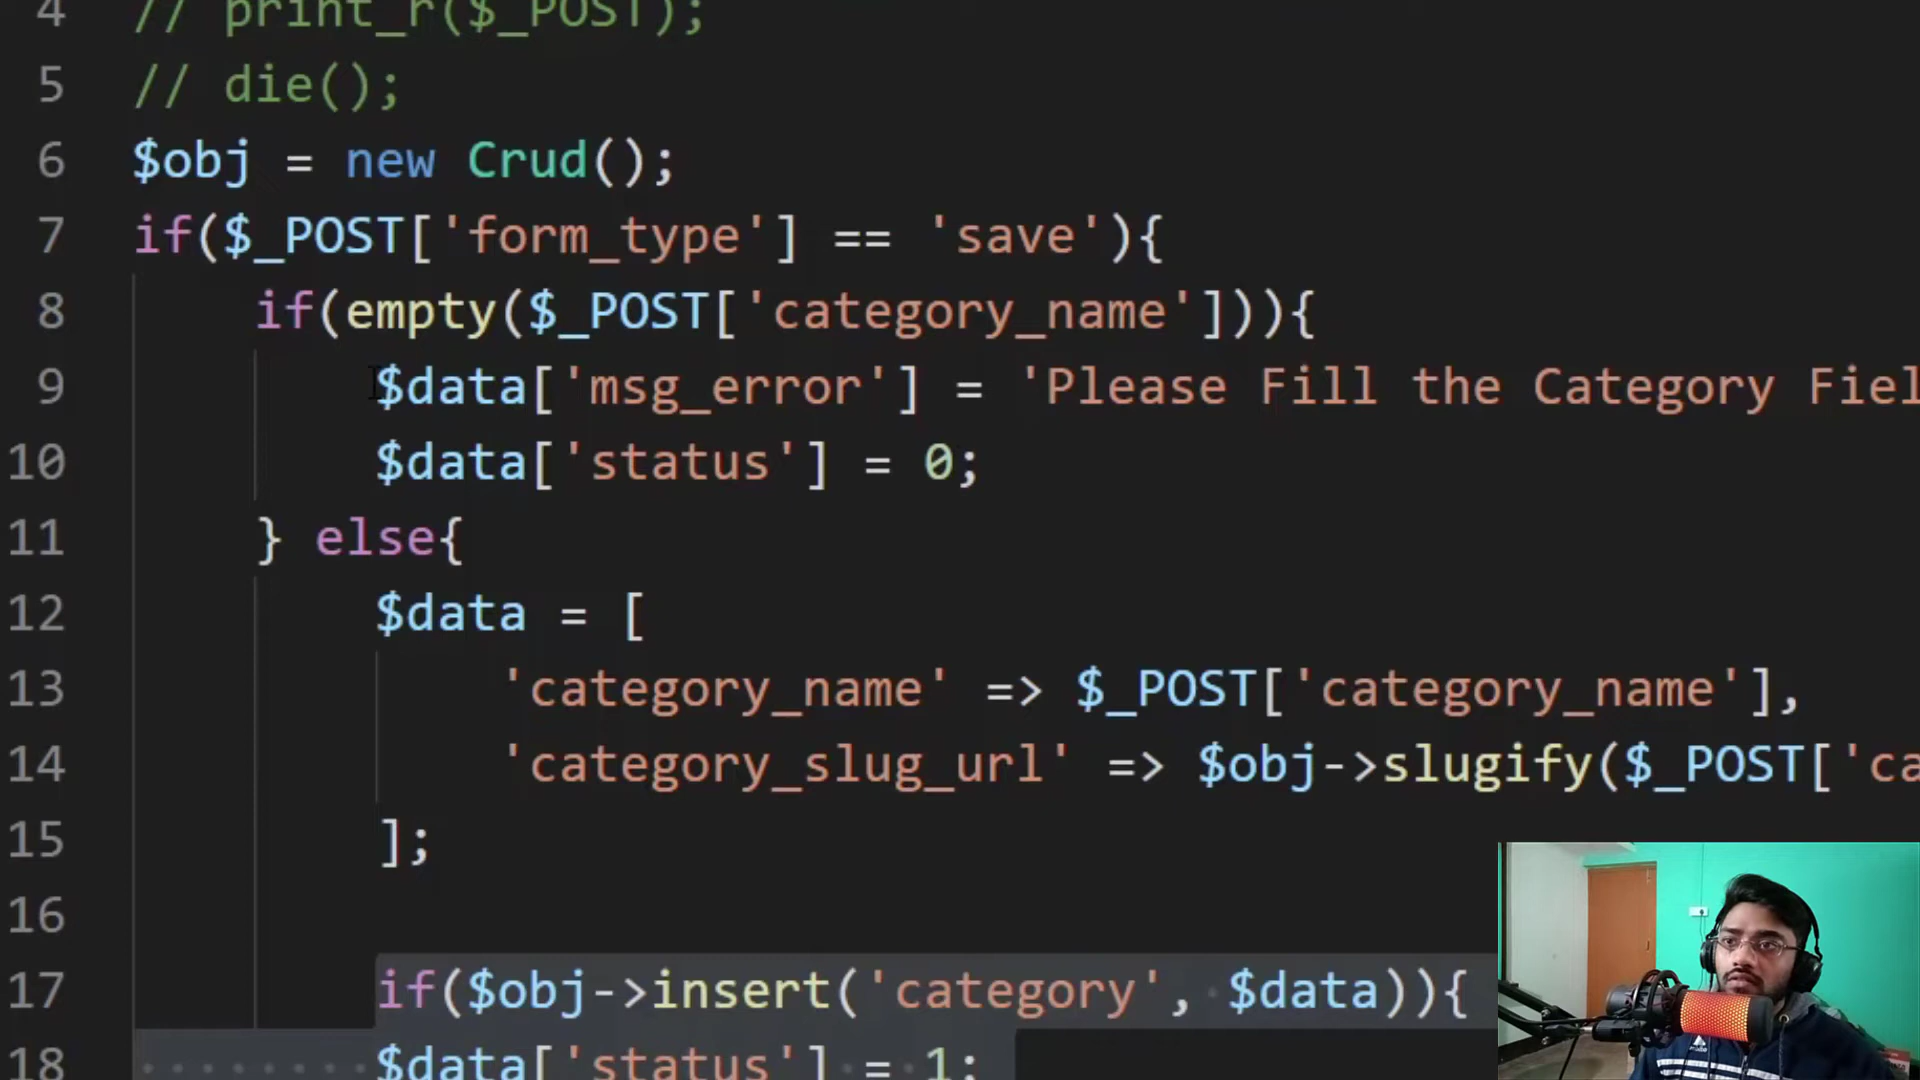 4 // print_r($_POST);
5 // die();
6 $obj = new Crud();
7 if($_POST['form_type'] == 'save'){
8 if(empty($_POST['category_name'])){
9 $data['msg_error'] = 'Please Fill the Category Fiel
10 $data['status'] = 0;
11 } else{
12 $data = [
13 'category_name' => $_POST['category_name'],
14 'category_slug_url' => $obj->slugify($_POST['ca
15 ];
16
17 if($obj->insert('category', $data)){
18 $data['status'] = 1;